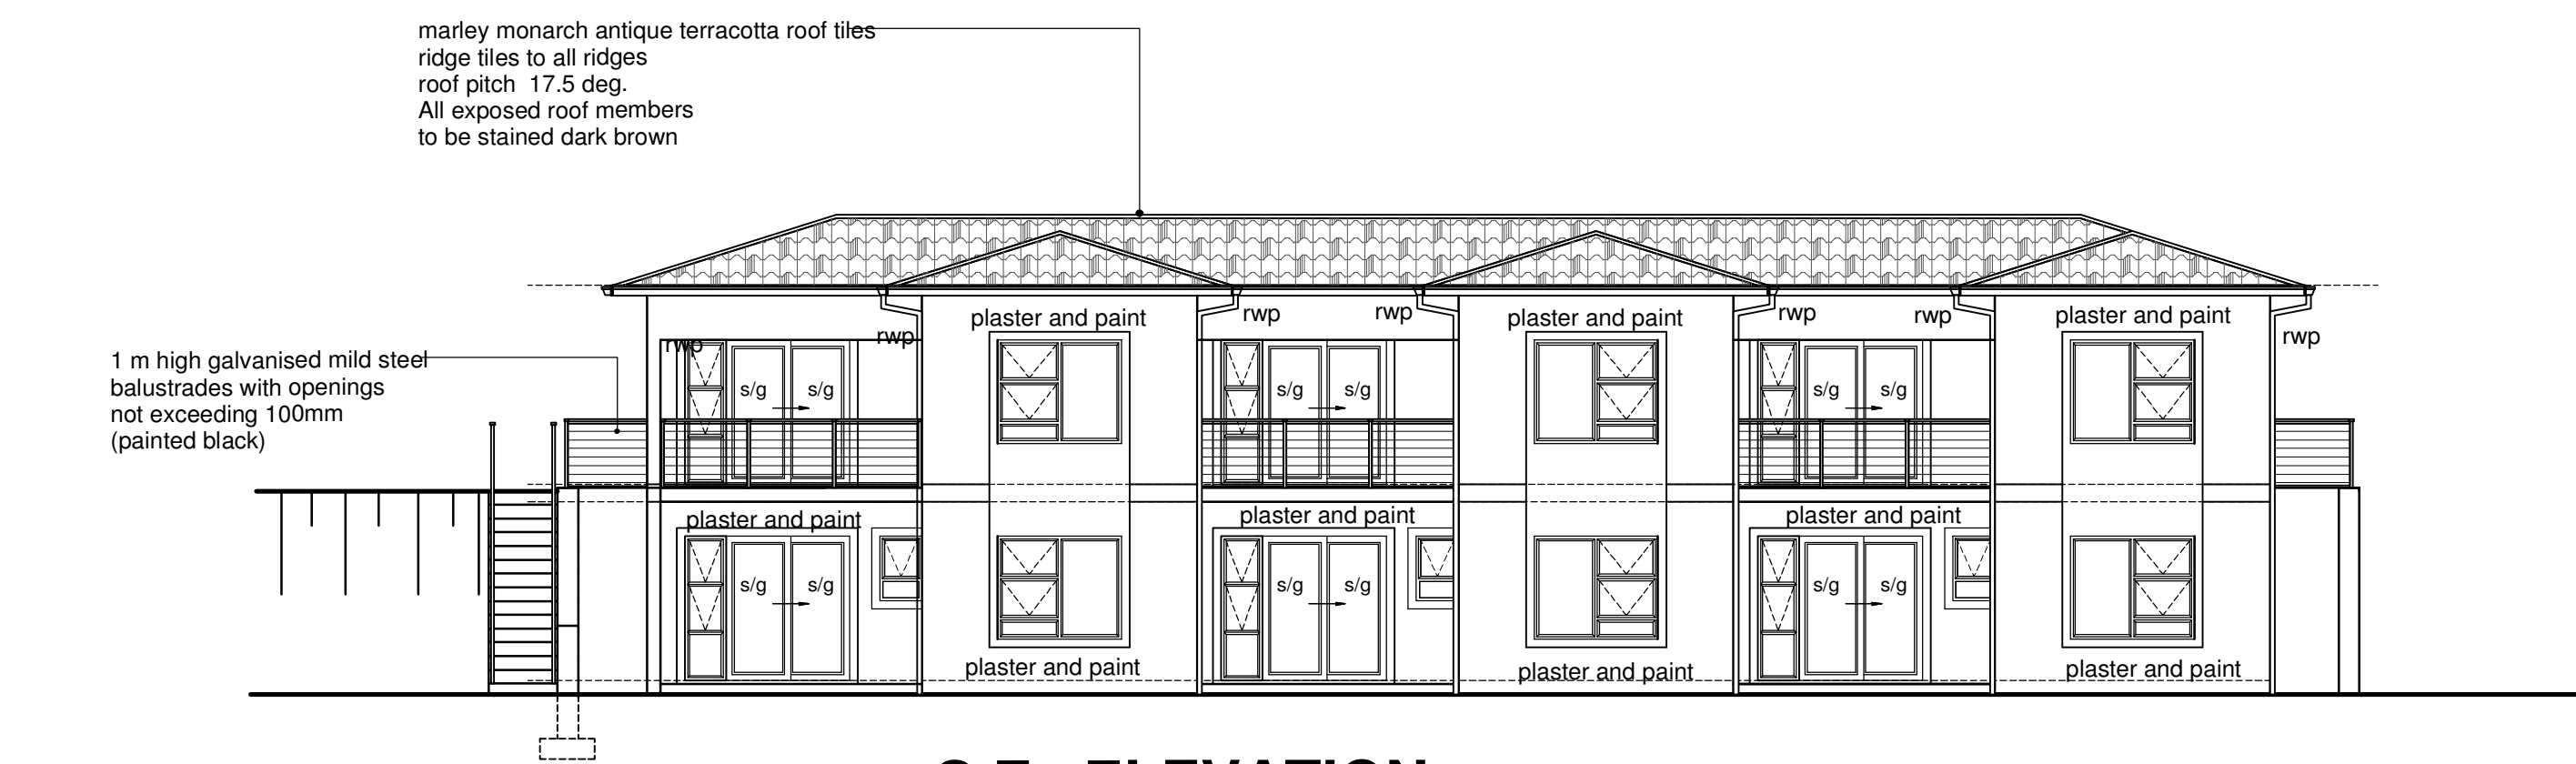 marley monarch antique terracotta roof tiles
ridge tiles to all ridges
roof pitch 17.5 deg.
All exposed roof members
to be stained dark brown
1 m high galvanised mild steel
balustrades with openings
not exceeding 100mm
(painted black)
plaster and paint
rwp
rwp
plaster and paint
rwp
rwp
plaster and paint
rwp
rwp
rwp
s/g
s/g
s/g
s/g
s/g
s/g
plaster and paint
plaster and paint
plaster and paint
s/g
s/g
s/g
s/g
s/g
s/g
plaster and paint
plaster and paint
plaster and paint
ELEVATION